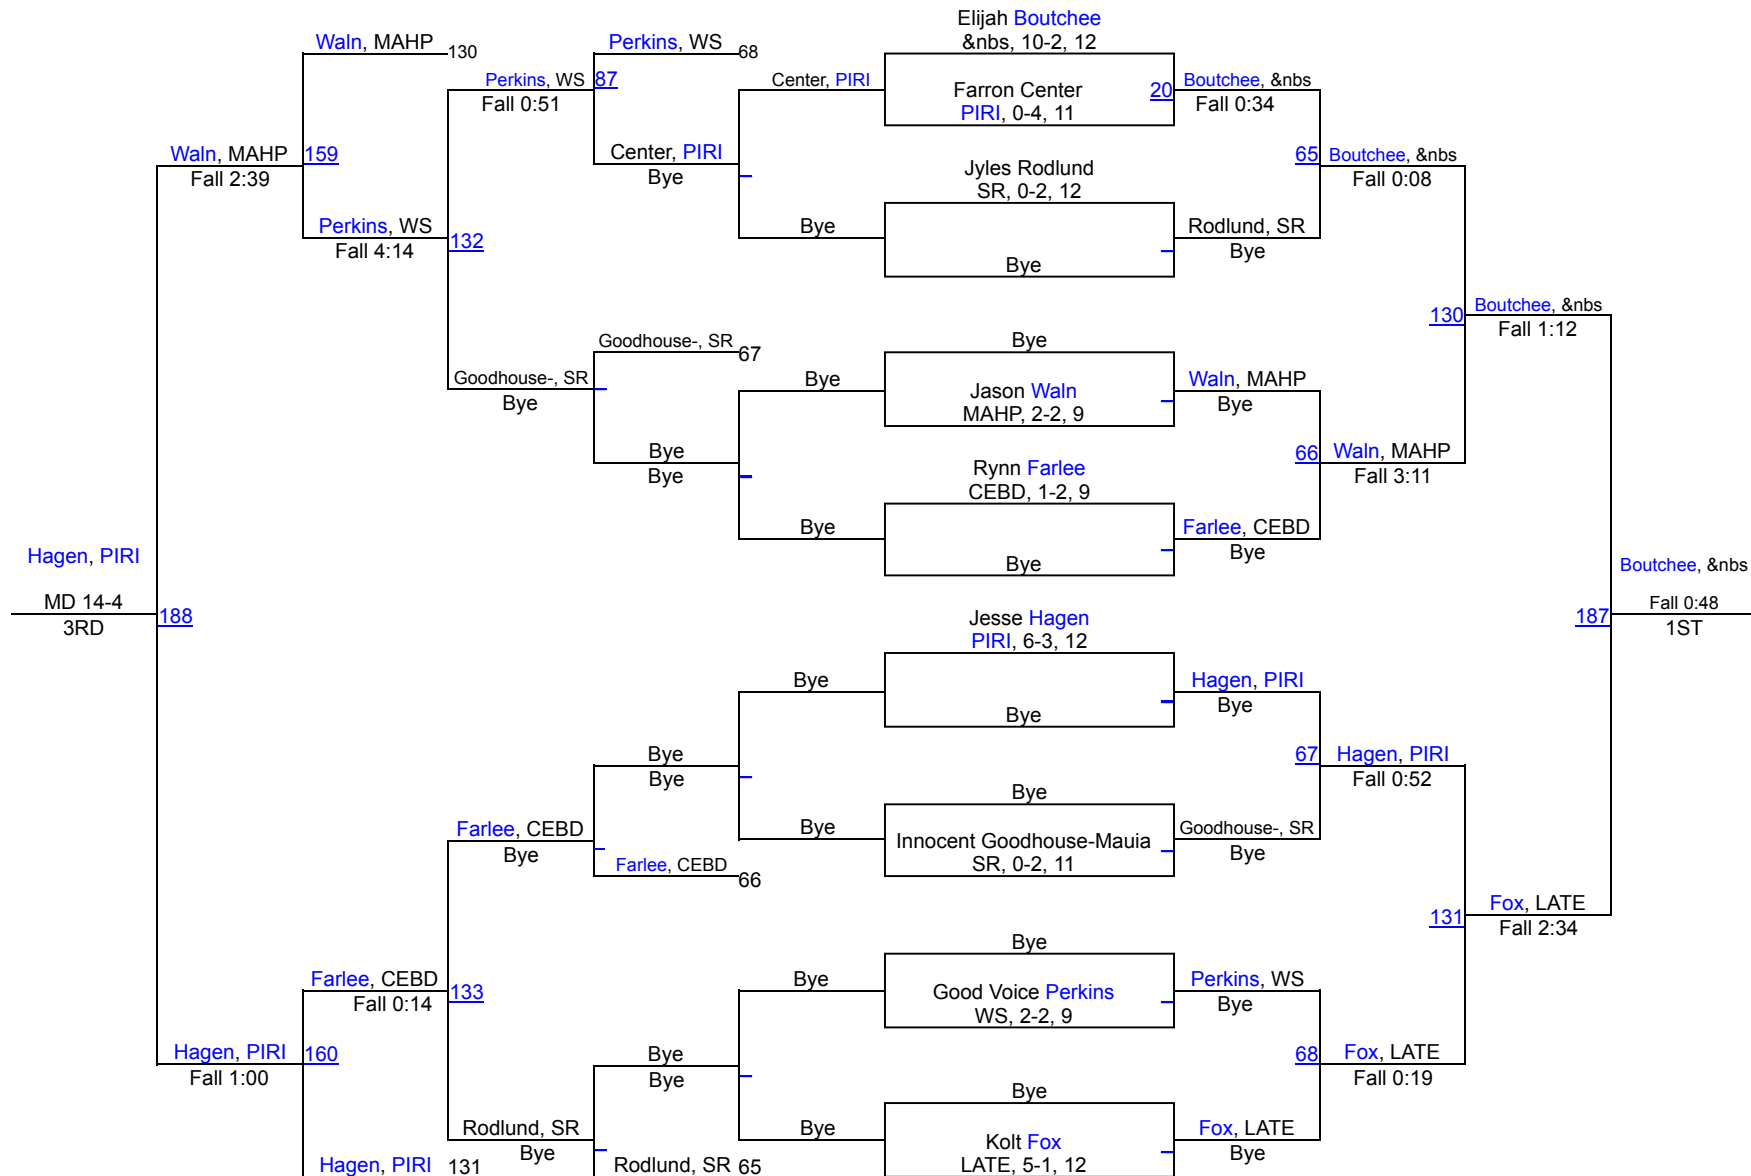 Elijah Boutchee
&nbs, 10-2, 12
Waln, MAHP 130
Perkins, WS 68
Perkins, WS 87
Fall 0:51
Center, PIRI
Farron Center
PIRI, 0-4, 11
20
Boutchee, &nbs
Fall 0:34
Waln, MAHP 159
Fall 2:39
Center, PIRI
Bye
Jyles Rodlund
SR, 0-2, 12
65
Boutchee, &nbs
Fall 0:08
Perkins, WS 132
Fall 4:14
Bye
Rodlund, SR
Bye
Bye
130
Boutchee, &nbs
Fall 1:12
Goodhouse-, SR 67
Bye
Goodhouse-, SR
Bye
Bye
Jason Waln
MAHP, 2-2, 9
Waln, MAHP
Bye
Bye
Bye
Rynn Farlee
CEBD, 1-2, 9
66
Waln, MAHP
Fall 3:11
Bye
Farlee, CEBD
Bye
Bye
Hagen, PIRI
MD 14-4
3RD
188
Boutchee, &nbs
187
Fall 0:48
1ST
Jesse Hagen
PIRI, 6-3, 12
Bye
Hagen, PIRI
Bye
Bye
Bye
Bye
67
Hagen, PIRI
Fall 0:52
Bye
Farlee, CEBD
Bye
Bye
Innocent Goodhouse-Mauia
SR, 0-2, 11
Goodhouse-, SR
Bye
Farlee, CEBD 66
131
Fox, LATE
Fall 2:34
Bye
Farlee, CEBD 133
Fall 0:14
Bye
Good Voice Perkins
WS, 2-2, 9
Perkins, WS
Bye
Hagen, PIRI 160
Fall 1:00
Bye
Bye
68
Fox, LATE
Fall 0:19
Bye
Rodlund, SR
Bye
Bye
Kolt Fox
LATE, 5-1, 12
Fox, LATE
Bye
Hagen, PIRI 131
Rodlund, SR 65